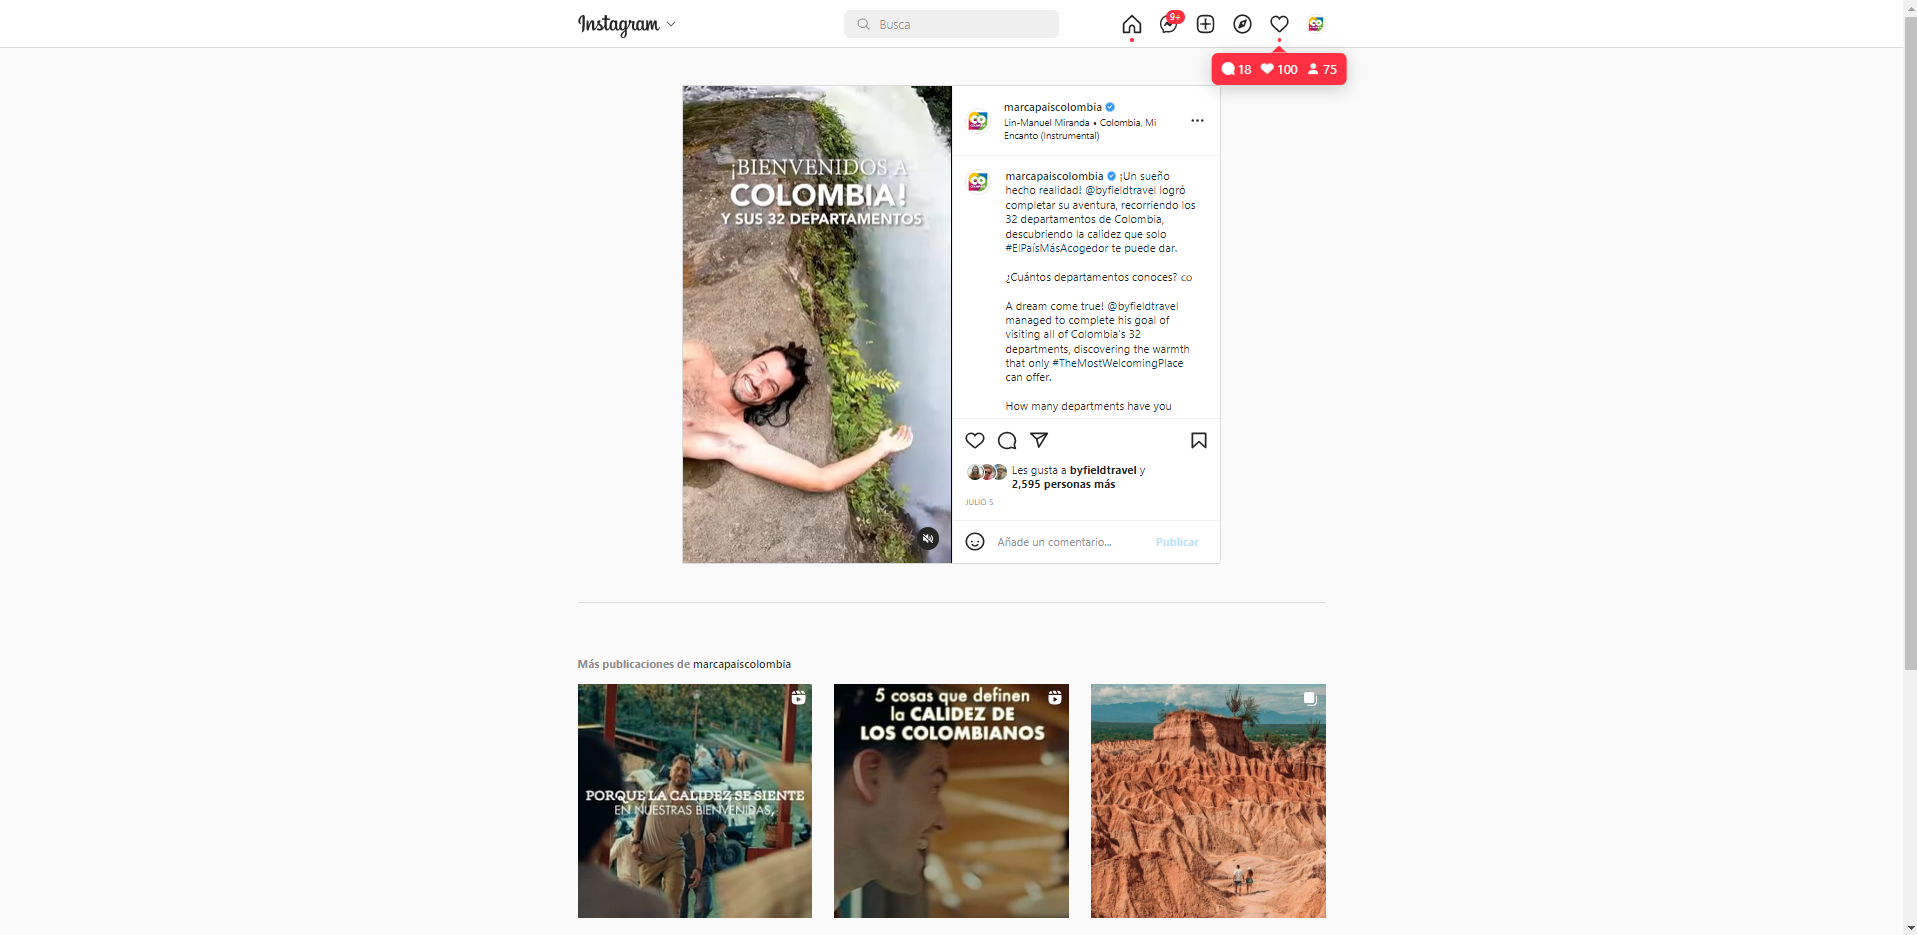 Instagram
Busca
9+
18 100 75
¡BIENVENIDOS A
COLOMBIA!
Y SUS 32 DEPARTAMENTOS
marcapaiscolombia
Lin-Manuel Miranda • Colombia, Mi
Encanto (Instrumental)
marcapaiscolombia ¡Un sueño
hecho realidad! @byfieldtravel logró
completar su aventura, recorriendo los
32 departamentos de Colombia,
descubriendo la calidez que solo
#ElPaísMásAcogedor te puede dar.
¿Cuántos departamentos conoces? co
A dream come true! @byfieldtravel
managed to complete his goal of
visiting all of Colombia's 32
departments, discovering the warmth
that only #TheMostWelcomingPlace
can offer.
How many departments have you
Les gusta a byfieldtravel y
2,595 personas más
JULIO 5
Añade un comentario...
Publicar
Más publicaciones de marcapaiscolombia
PORQUE LA CALIDEZ SE SIENTE
EN NUESTRAS BIENVENIDAS,
5 cosas que definen
la CALIDEZ DE
LOS COLOMBIANOS